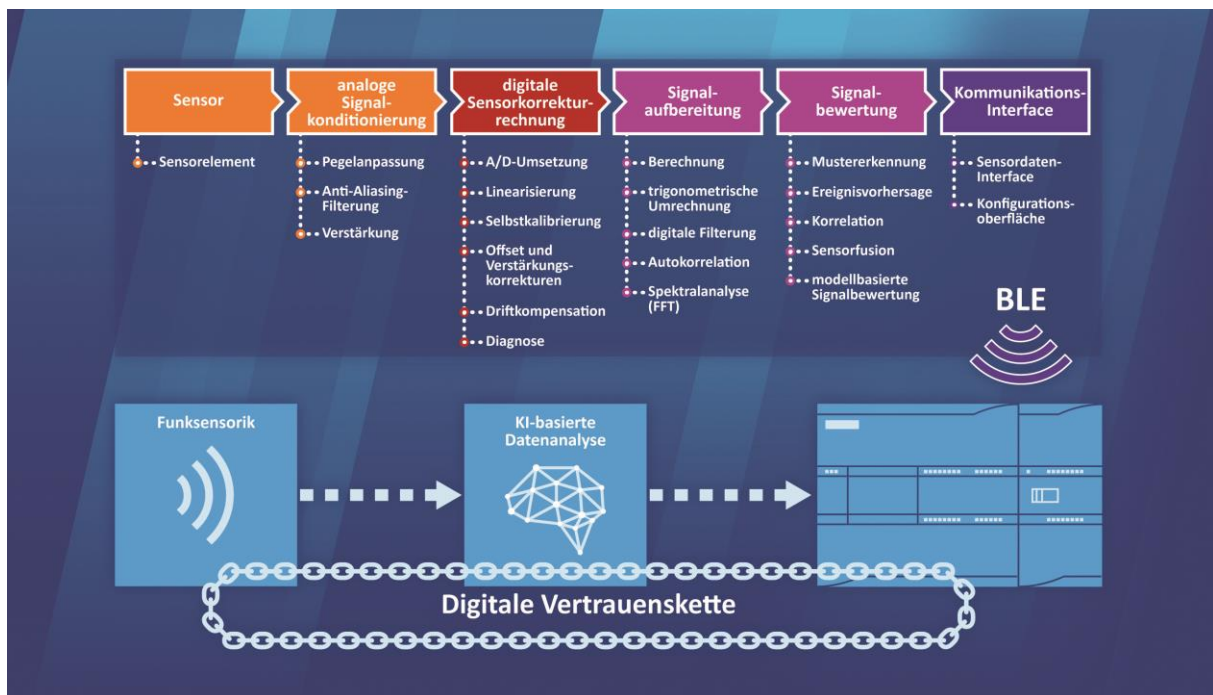 Sensor
analoge
Signal-
konditionierung
digitale
Sensorkorrektur-
rechnung
Signal-
aufbereitung
Signal-
bewertung
Kommunikations-
Interface
Sensorelement
Pegelanpassung
Anti-Aliasing-
Filterung
Verstärkung
A/D-Umsetzung
Linearisierung
Selbstkalibrierung
Offset und
Verstärkungs-
korrekturen
Driftkompensation
Diagnose
Berechnung
trigonometrische
Umrechnung
digitale Filterung
Autokorrelation
Spektralanalyse
(FFT)
Mustererkennung
Ereignisvorhersage
Korrelation
Sensorfusion
modellbasierte
Signalbewertung
Sensordaten-
Interface
Konfigurations-
oberfläche
BLE
Funksensorik
KI-basierte
Datenanalyse
Digitale Vertrauenskette